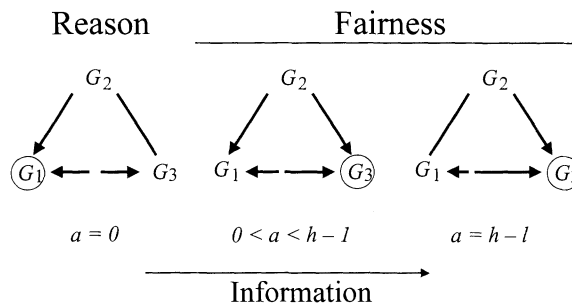 Reason Fairness
G2 G2 G2
G1 G3 G1 G3 G1 G
a = 0 0 < a < h – 1 a = h – l
Information